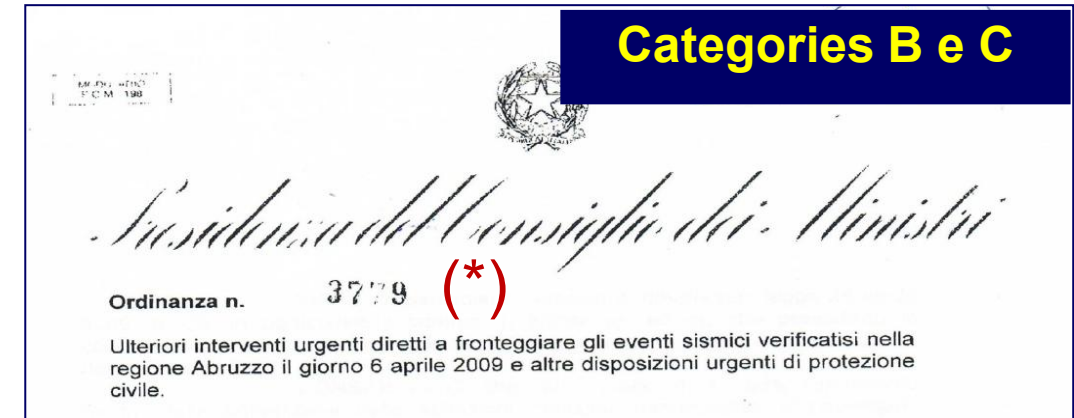 Categories B e C
P.C.M. 198
Presidenza del Consiglio dei Ministri
Ordinanza n. 3779 (*)
Ulteriori interventi urgenti diretti a fronteggiare gli eventi sismici verificatisi nella
regione Abruzzo il giorno 6 aprile 2009 e altre disposizioni urgenti di protezione
civile.